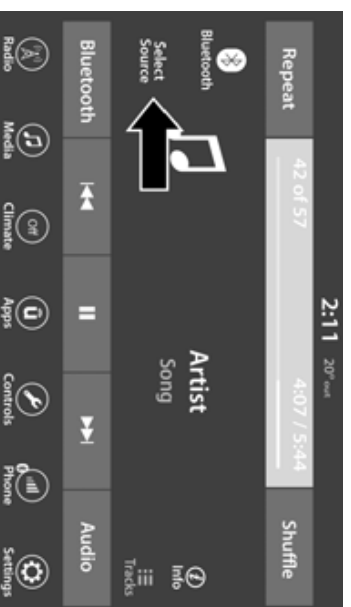 2:11 20° out
Repeat
42 of 57
4:07 / 5:44
Shuffle
Bluetooth
Select
Source
Artist
Song
Info
Tracks
Bluetooth
Audio
Radio
Media
Off
Climate
Apps
Controls
Phone
Settings